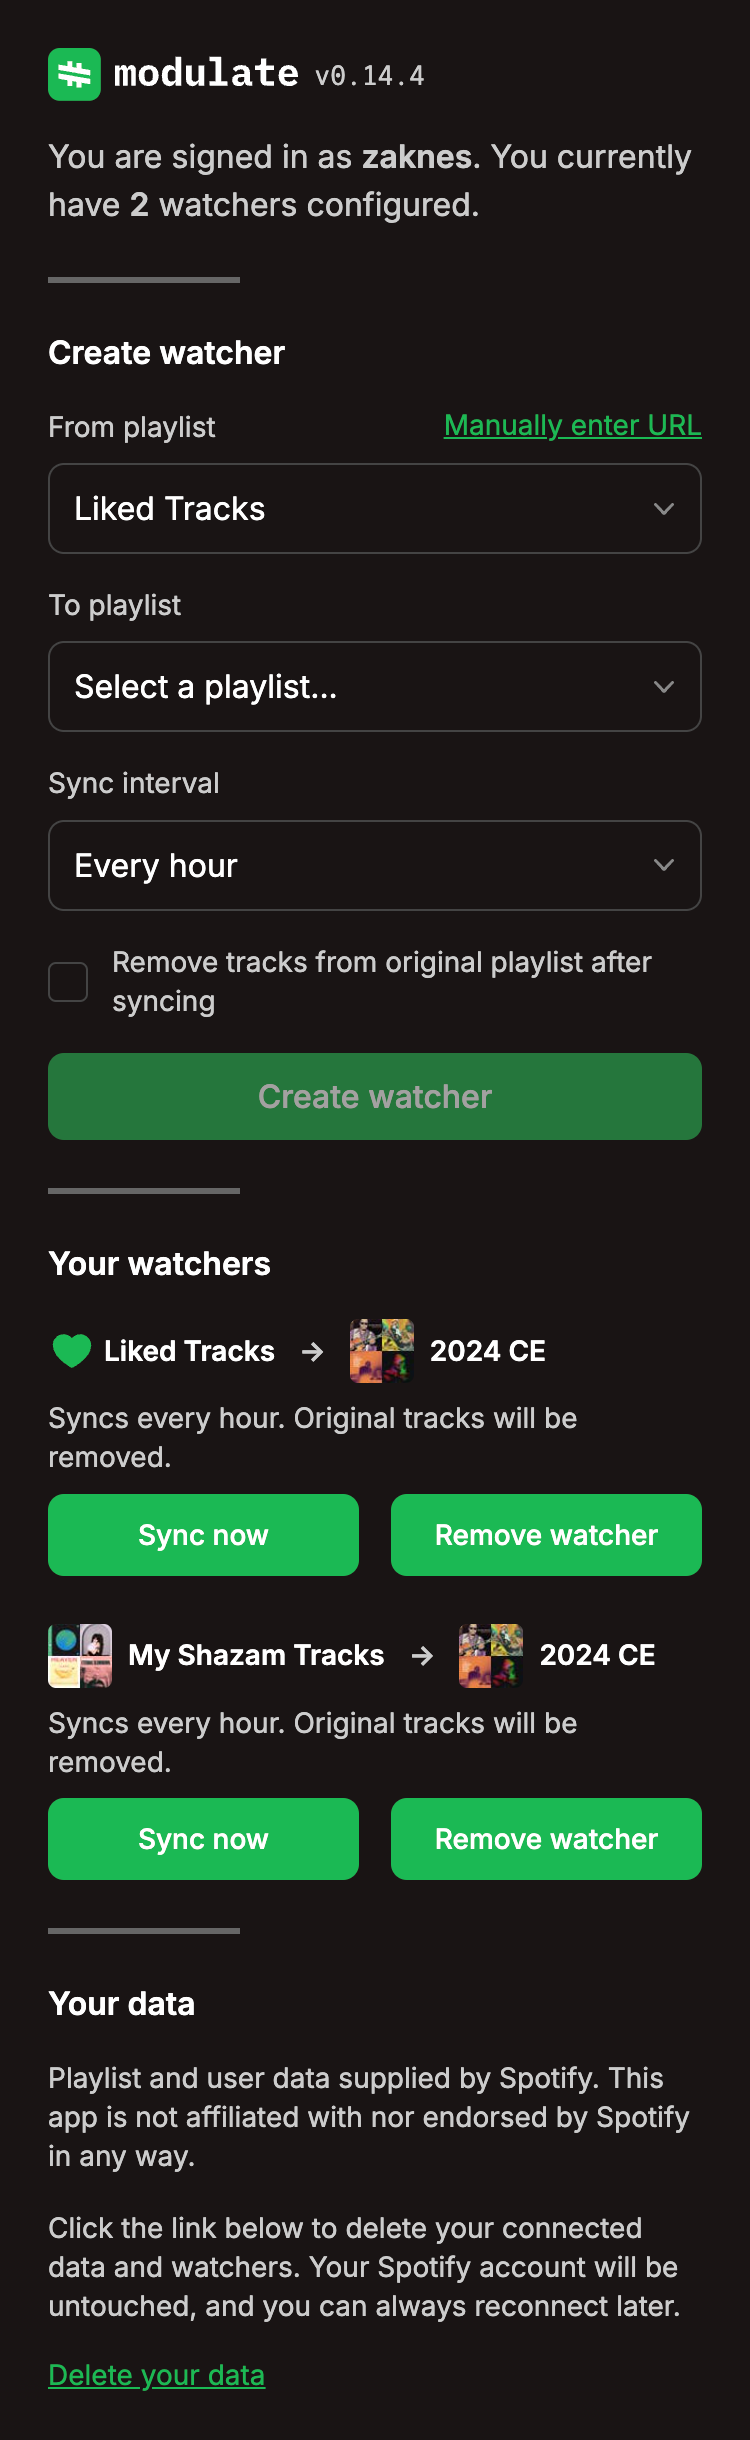 modulate v0.14.4
You are signed in as zaknes. You currently
have 2 watchers configured.
Create watcher
From playlist Manually enter URL
Liked Tracks
To playlist
Select a playlist...
Sync interval
Every hour
Remove tracks from original playlist after
syncing
Create watcher
Your watchers
Liked Tracks → 2024 CE
Syncs every hour. Original tracks will be
removed.
Sync now Remove watcher
My Shazam Tracks → 2024 CE
Syncs every hour. Original tracks will be
removed.
Sync now Remove watcher
Your data
Playlist and user data supplied by Spotify. This
app is not affiliated with nor endorsed by Spotify
in any way.
Click the link below to delete your connected
data and watchers. Your Spotify account will be
untouched, and you can always reconnect later.
Delete your data